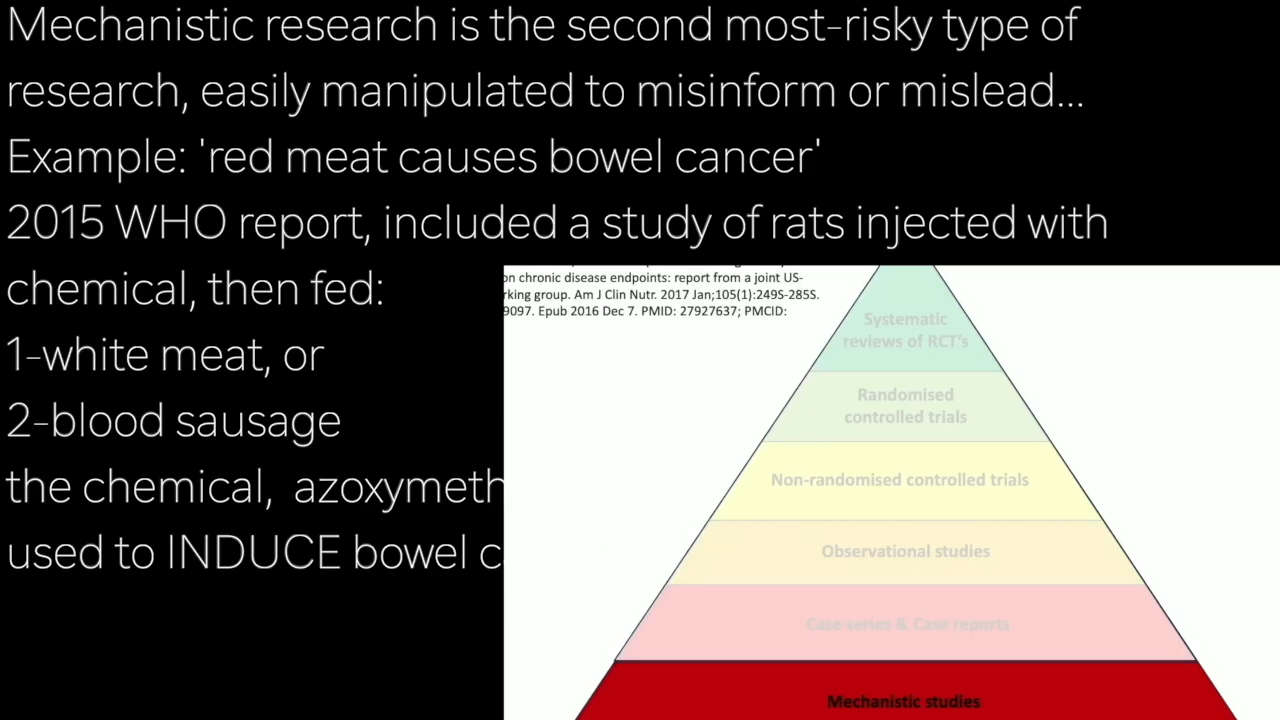 Mechanistic research is the second most-risky type of
research, easily manipulated to misinform or mislead...
Example: 'red meat causes bowel cancer'
2015 WHO report, included a study of rats injected with
chemical, then fed:
1-white meat, or
2-blood sausage
the chemical, azoxymeth
used to INDUCE bowel c
on chronic disease endpoints: report from a joint US-
rking group. Am J Clin Nutr. 2017 Jan;105(1):249S-285S.
9097. Epub 2016 Dec 7. PMID: 27927637; PMCID:
Systematic
reviews of RCT's
Randomised
controlled trials
Non-randomised controlled trials
Observational studies
Case series & Case reports
Mechanistic studies